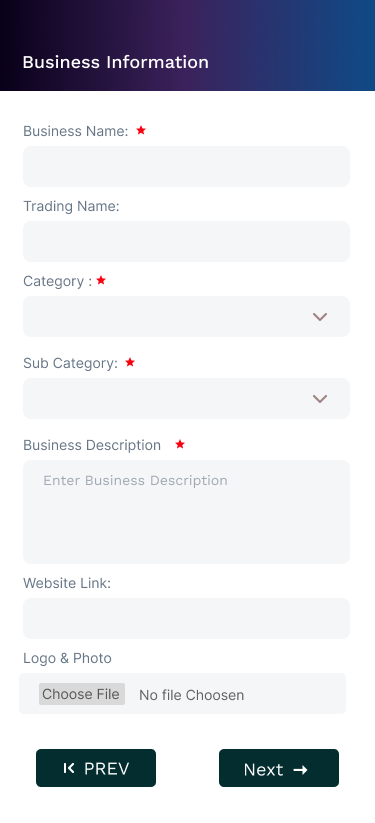 Business Information
Business Name:
Trading Name:
Category :
Sub Category:
Business Description
Enter Business Description
Website Link:
Logo & Photo
Choose File No file Choosen
PREV Next